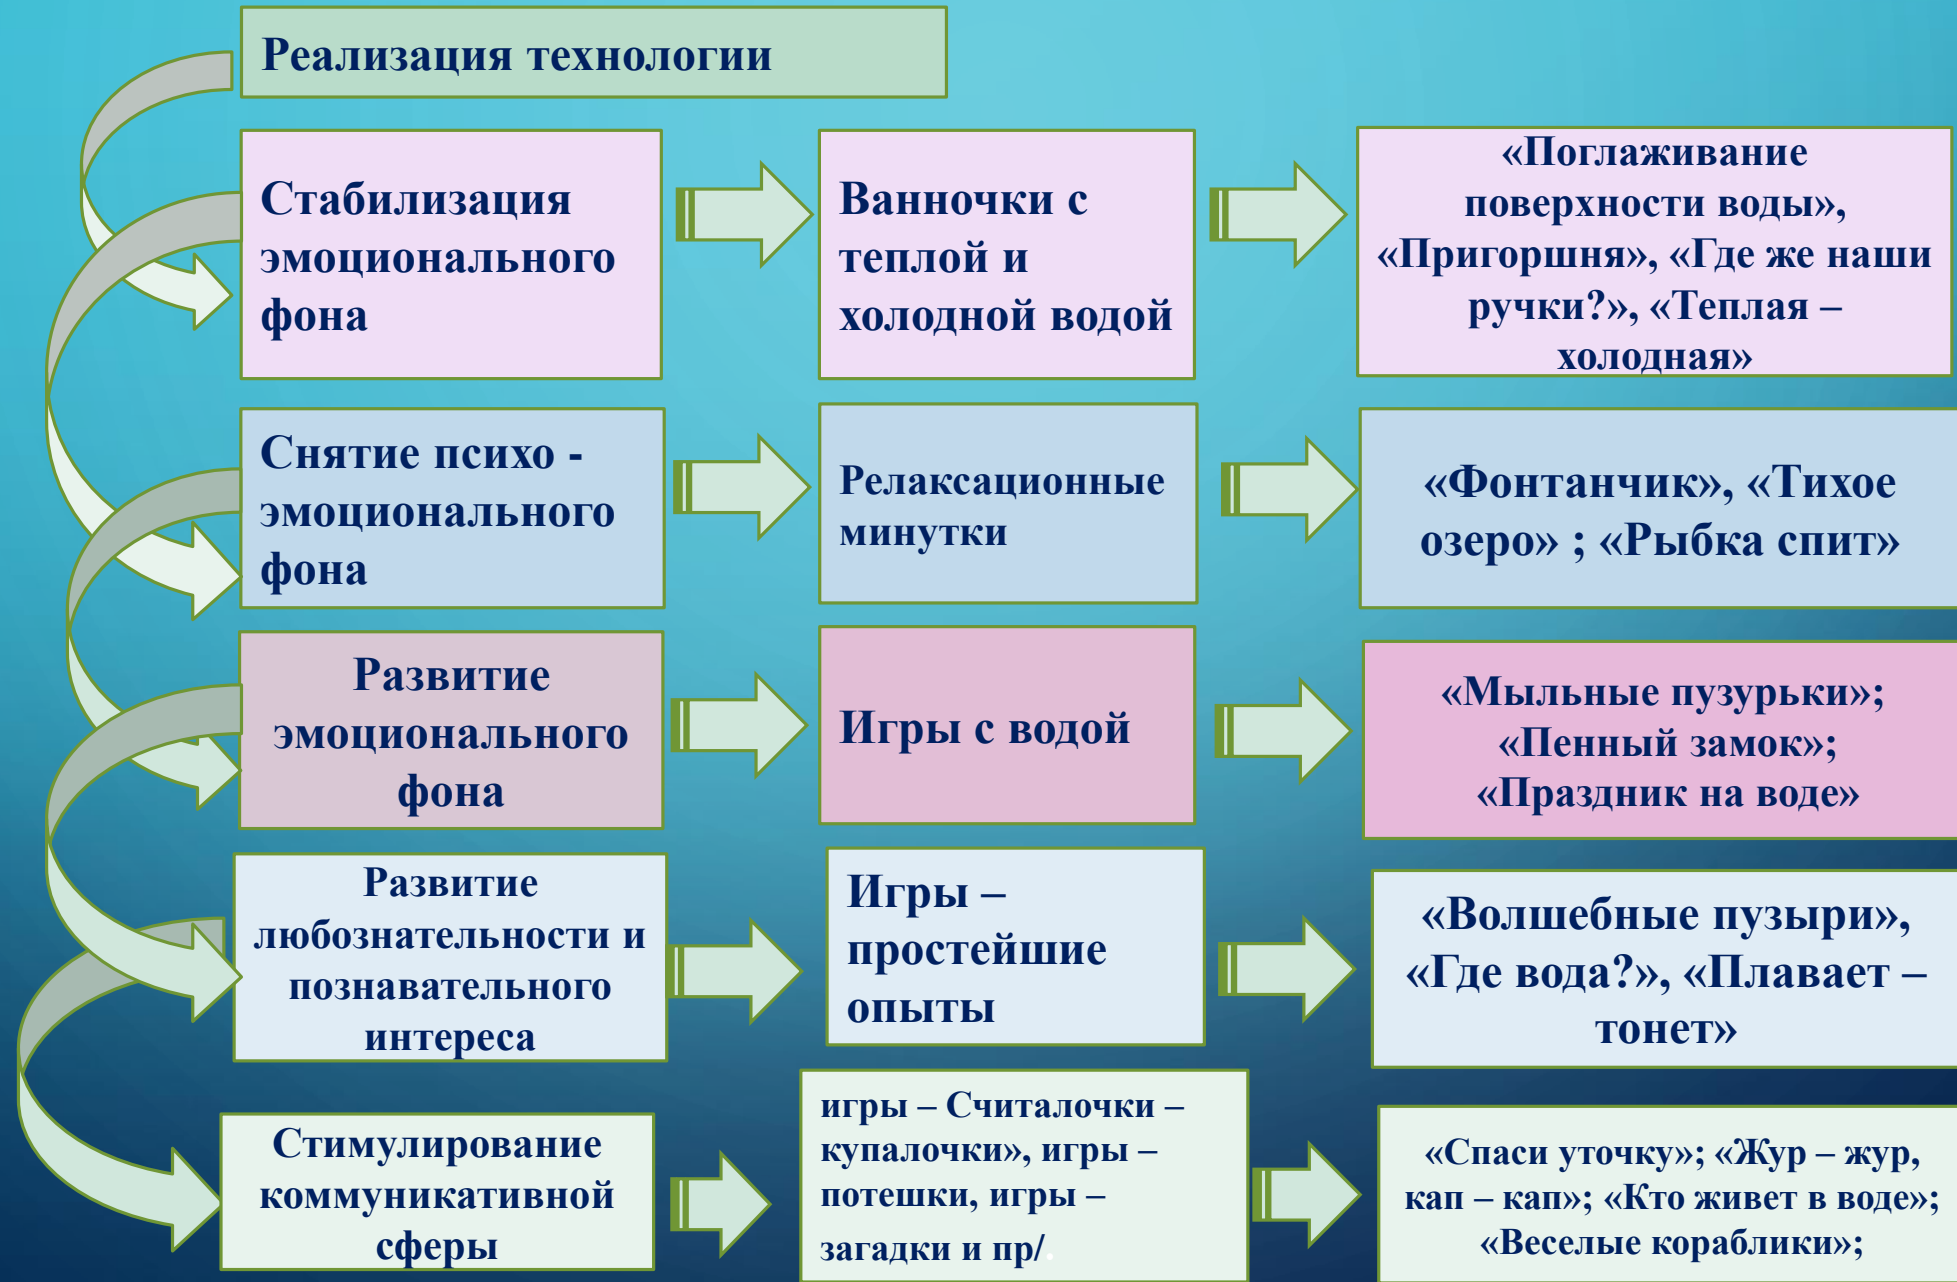 Реализация технологии
Стабилизация
эмоционального
фона
Ванночки с
теплой и
холодной водой
«Поглаживание
поверхности воды»,
«Пригоршня», «Где же наши
ручки?», «Теплая –
холодная»
Снятие психо -
эмоционального
фона
Релаксационные
минутки
«Фонтанчик», «Тихое
озеро» ; «Рыбка спит»
Развитие
эмоционального
фона
Игры с водой
«Мыльные пузурьки»;
«Пенный замок»;
«Праздник на воде»
Развитие
любознательности и
познавательного
интереса
Игры –
простейшие
опыты
«Волшебные пузыри»,
«Где вода?», «Плавает –
тонет»
Стимулирование
коммуникативной
сферы
игры – Считалочки –
купалочки», игры –
потешки, игры –
загадки и пр/.
«Спаси уточку»; «Жур – жур,
кап – кап»; «Кто живет в воде»;
«Веселые кораблики»;